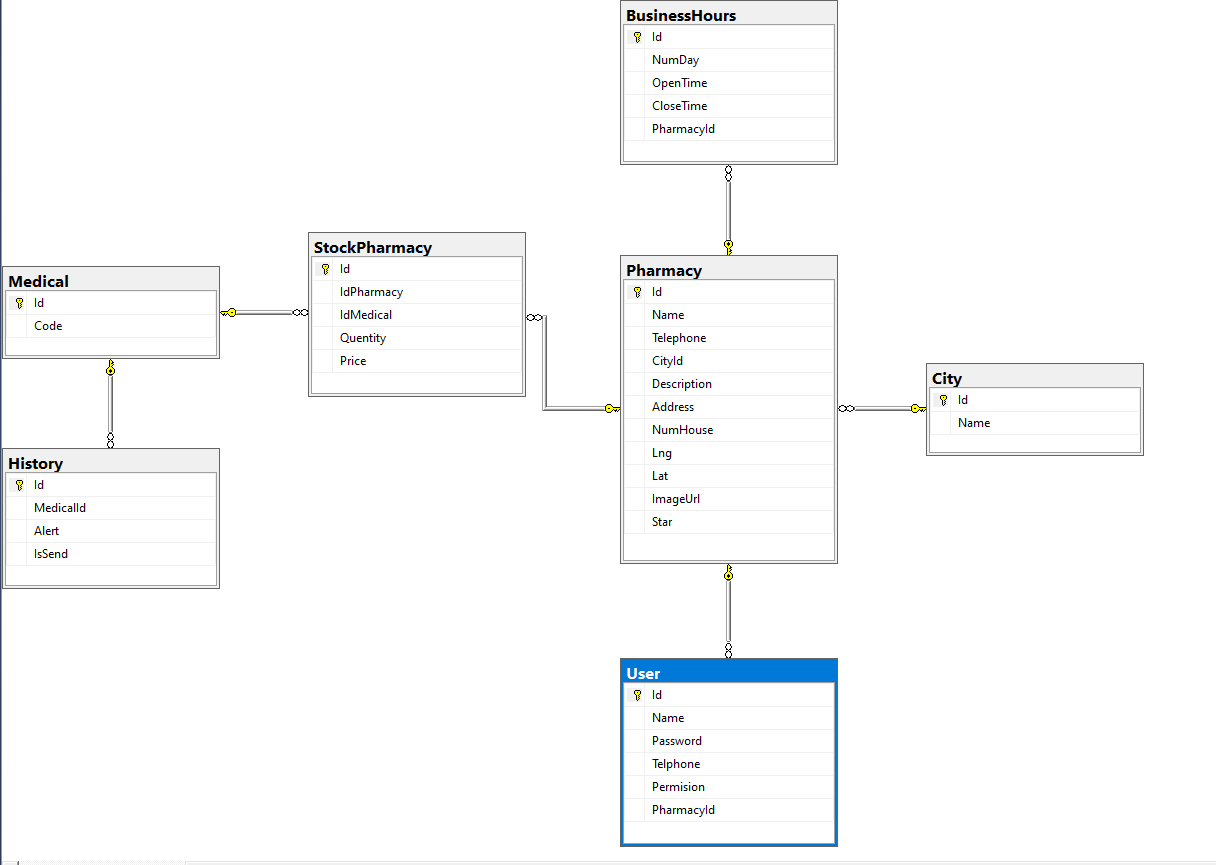 BusinessHours
Id
NumDay
OpenTime
CloseTime
PharmacyId
StockPharmacy
Id
IdPharmacy
IdMedical
Quentity
Price
Medical
Id
Code
Pharmacy
Id
Name
Telephone
CityId
Description
Address
NumHouse
Lng
Lat
ImageUrl
Star
City
Id
Name
History
Id
MedicalId
Alert
IsSend
User
Id
Name
Password
Telphone
Permision
PharmacyId